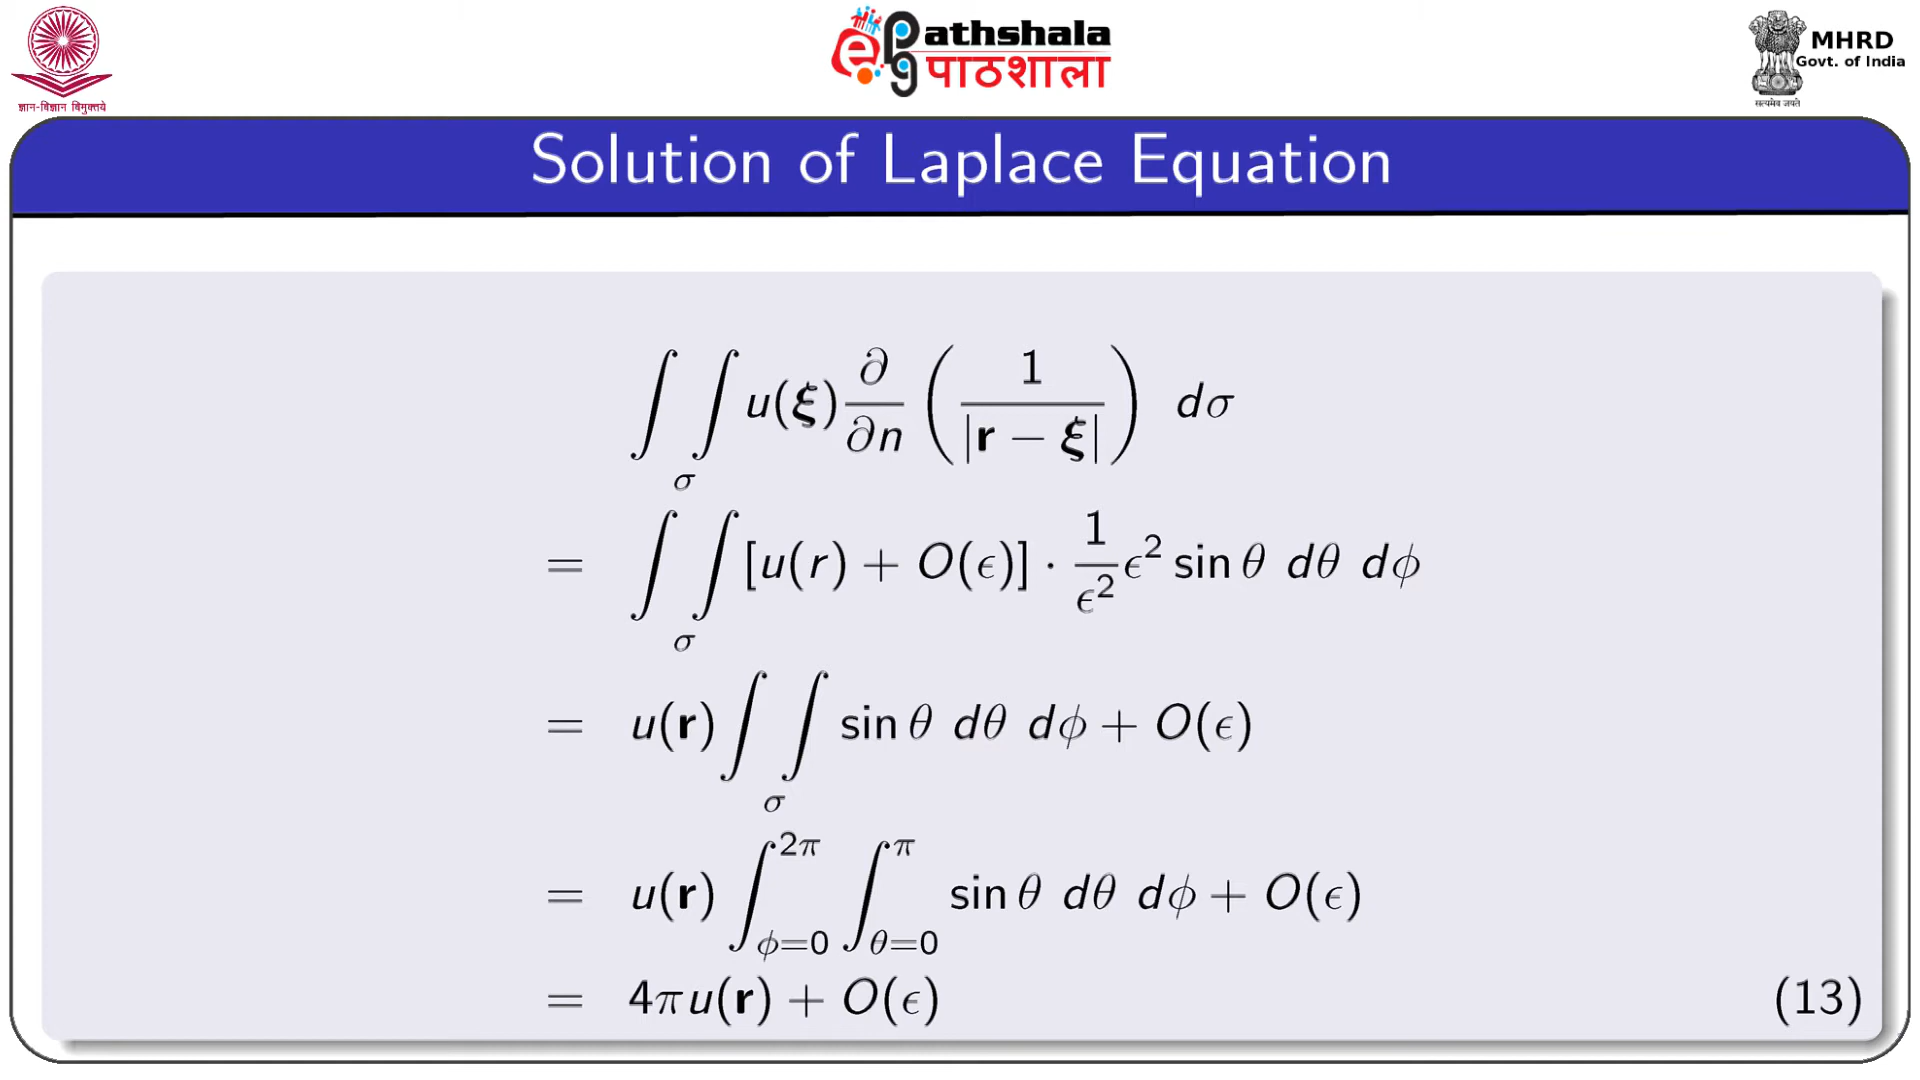 ज्ञान-विज्ञान विमुक्तये
e pg Pathshala
पाठशाला
MHRD
Govt. of India
सत्यमेव जयते
Solution of Laplace Equation
∫∫_σ u(ξ) ∂/∂n (1/|r − ξ|) dσ
= ∫∫_σ [u(r) + O(ϵ)] · 1/ϵ² ϵ² sin θ dθ dϕ
= u(r) ∫∫_σ sin θ dθ dϕ + O(ϵ)
= u(r) ∫_{ϕ=0}^{2π} ∫_{θ=0}^{π} sin θ dθ dϕ + O(ϵ)
= 4πu(r) + O(ϵ) (13)